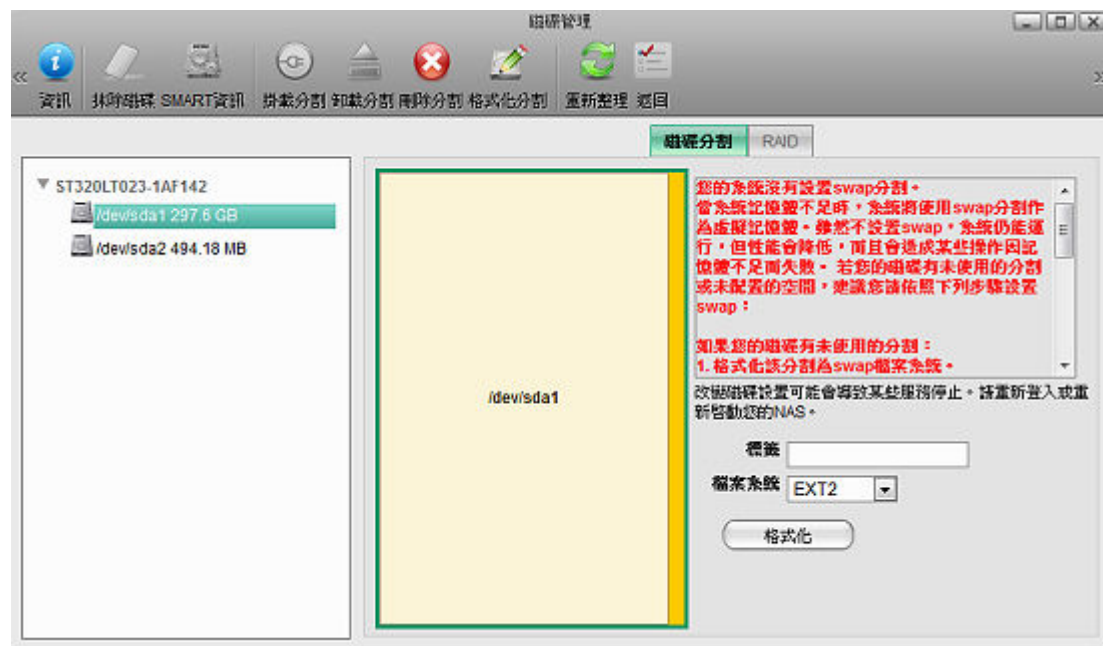 磁碟管理
資訊 抹除磁碟 SMART資訊 掛載分割 卸載分割 刪除分割 格式化分割 重新整理 返回
磁碟分割 RAID
ST320LT023-1AF142
/dev/sda1 297.6 GB
/dev/sda2 494.18 MB
/dev/sda1
您的系統沒有設置swap分割。
當系統記憶體不足時，系統將使用swap分割作
為虛擬記憶體。雖然不設置swap，系統仍能運
行，但性能會降低，而且會造成某些操作因記
憶體不足而失敗。若您的磁碟有未使用的分割
或未配置的空間，建議您請依照下列步驟設置
swap：
如果您的磁碟有未使用的分割：
1. 格式化該分割為swap檔案系統。
改變磁碟設置可能會導致某些服務停止。請重新登入或重
新啓動您的NAS。
標籤
檔案系統 EXT2
格式化